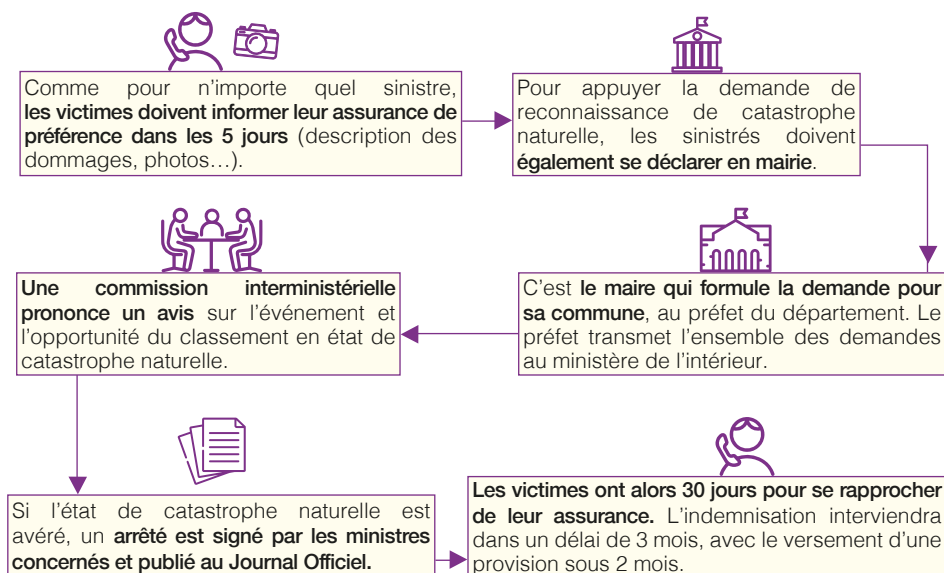 Comme pour n'importe quel sinistre,
les victimes doivent informer leur assurance de
préférence dans les 5 jours (description des
dommages, photos…).
Pour appuyer la demande de
reconnaissance de catastrophe
naturelle, les sinistrés doivent
également se déclarer en mairie.
C'est le maire qui formule la demande pour
sa commune, au préfet du département. Le
préfet transmet l'ensemble des demandes
au ministère de l'intérieur.
Une commission interministérielle
prononce un avis sur l'événement et
l'opportunité du classement en état de
catastrophe naturelle.
Si l'état de catastrophe naturelle est
avéré, un arrêté est signé par les ministres
concernés et publié au Journal Officiel.
Les victimes ont alors 30 jours pour se rapprocher
de leur assurance. L'indemnisation interviendra
dans un délai de 3 mois, avec le versement d'une
provision sous 2 mois.